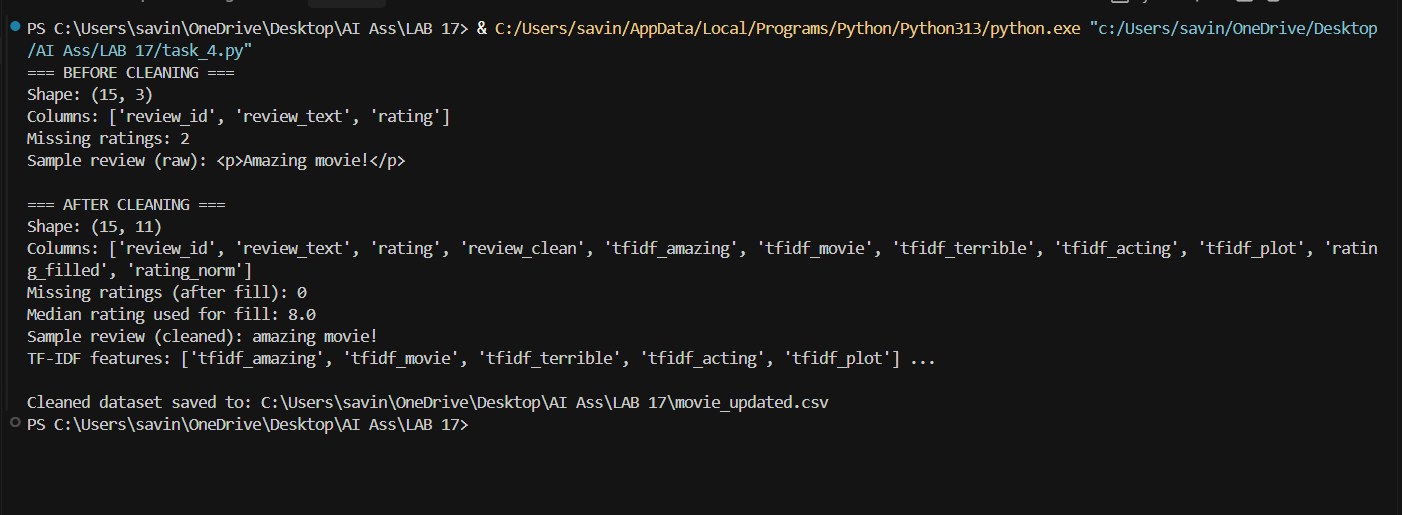 PS C:\Users\savin\OneDrive\Desktop\AI Ass\LAB 17> & C:/Users/savin/AppData/Local/Programs/Python/Python313/python.exe "c:/Users/savin/OneDrive/Desktop
/AI Ass/LAB 17/task_4.py"
=== BEFORE CLEANING ===
Shape: (15, 3)
Columns: ['review_id', 'review_text', 'rating']
Missing ratings: 2
Sample review (raw): <p>Amazing movie!</p>

=== AFTER CLEANING ===
Shape: (15, 11)
Columns: ['review_id', 'review_text', 'rating', 'review_clean', 'tfidf_amazing', 'tfidf_movie', 'tfidf_terrible', 'tfidf_acting', 'tfidf_plot', 'ratin
g_filled', 'rating_norm']
Missing ratings (after fill): 0
Median rating used for fill: 8.0
Sample review (cleaned): amazing movie!
TF-IDF features: ['tfidf_amazing', 'tfidf_movie', 'tfidf_terrible', 'tfidf_acting', 'tfidf_plot'] ...

Cleaned dataset saved to: C:\Users\savin\OneDrive\Desktop\AI Ass\LAB 17\movie_updated.csv
PS C:\Users\savin\OneDrive\Desktop\AI Ass\LAB 17>